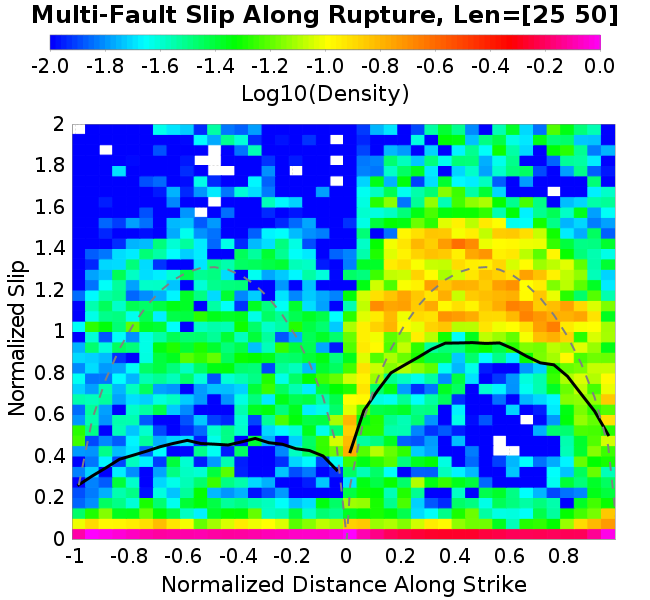 Multi-Fault Slip Along Rupture, Len=[25 50]
-2.0 -1.8 -1.6 -1.4 -1.2 -1.0 -0.8 -0.6 -0.4 -0.2 0.0
Log10(Density)
2
1.8
1.6
1.4
1.2
1
0.8
0.6
0.4
0.2
0
Normalized Slip
-1 -0.8 -0.6 -0.4 -0.2 0 0.2 0.4 0.6 0.8
Normalized Distance Along Strike